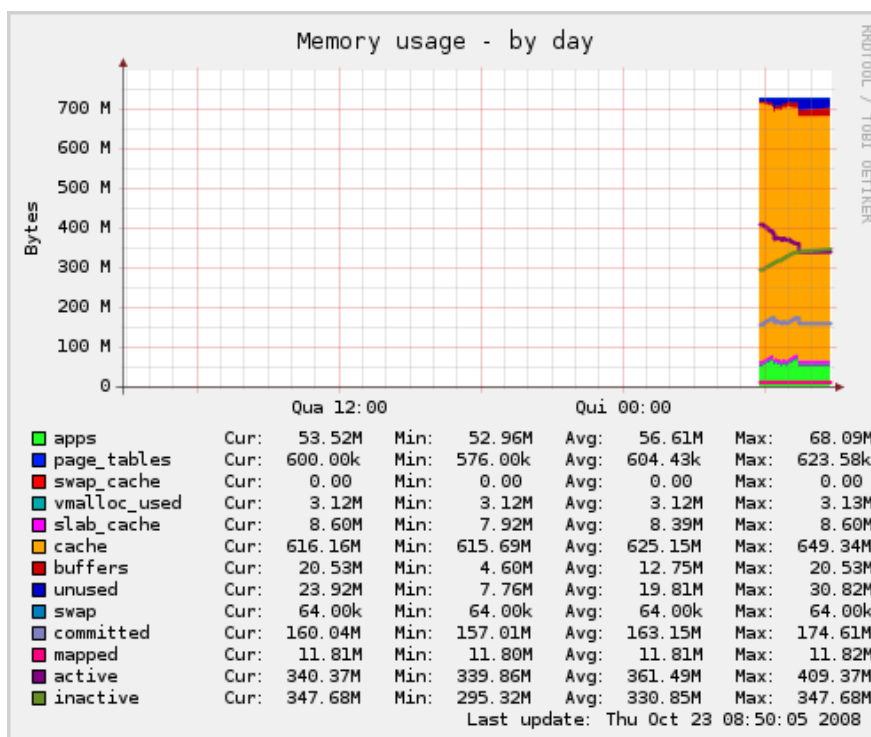 Memory usage - by day
RRDTOOL / TOBI OETIKER
Bytes
700 M
600 M
500 M
400 M
300 M
200 M
100 M
0
Qua 12:00 Qui 00:00
apps Cur: 53.52M Min: 52.96M Avg: 56.61M Max: 68.09M
page_tables Cur: 600.00k Min: 576.00k Avg: 604.43k Max: 623.58k
swap_cache Cur: 0.00 Min: 0.00 Avg: 0.00 Max: 0.00
vmalloc_used Cur: 3.12M Min: 3.12M Avg: 3.12M Max: 3.13M
slab_cache Cur: 8.60M Min: 7.92M Avg: 8.39M Max: 8.60M
cache Cur: 616.16M Min: 615.69M Avg: 625.15M Max: 649.34M
buffers Cur: 20.53M Min: 4.60M Avg: 12.75M Max: 20.53M
unused Cur: 23.92M Min: 7.76M Avg: 19.81M Max: 30.82M
swap Cur: 64.00k Min: 64.00k Avg: 64.00k Max: 64.00k
committed Cur: 160.04M Min: 157.01M Avg: 163.15M Max: 174.61M
mapped Cur: 11.81M Min: 11.80M Avg: 11.81M Max: 11.82M
active Cur: 340.37M Min: 339.86M Avg: 361.49M Max: 409.37M
inactive Cur: 347.68M Min: 295.32M Avg: 330.85M Max: 347.68M
Last update: Thu Oct 23 08:50:05 2008